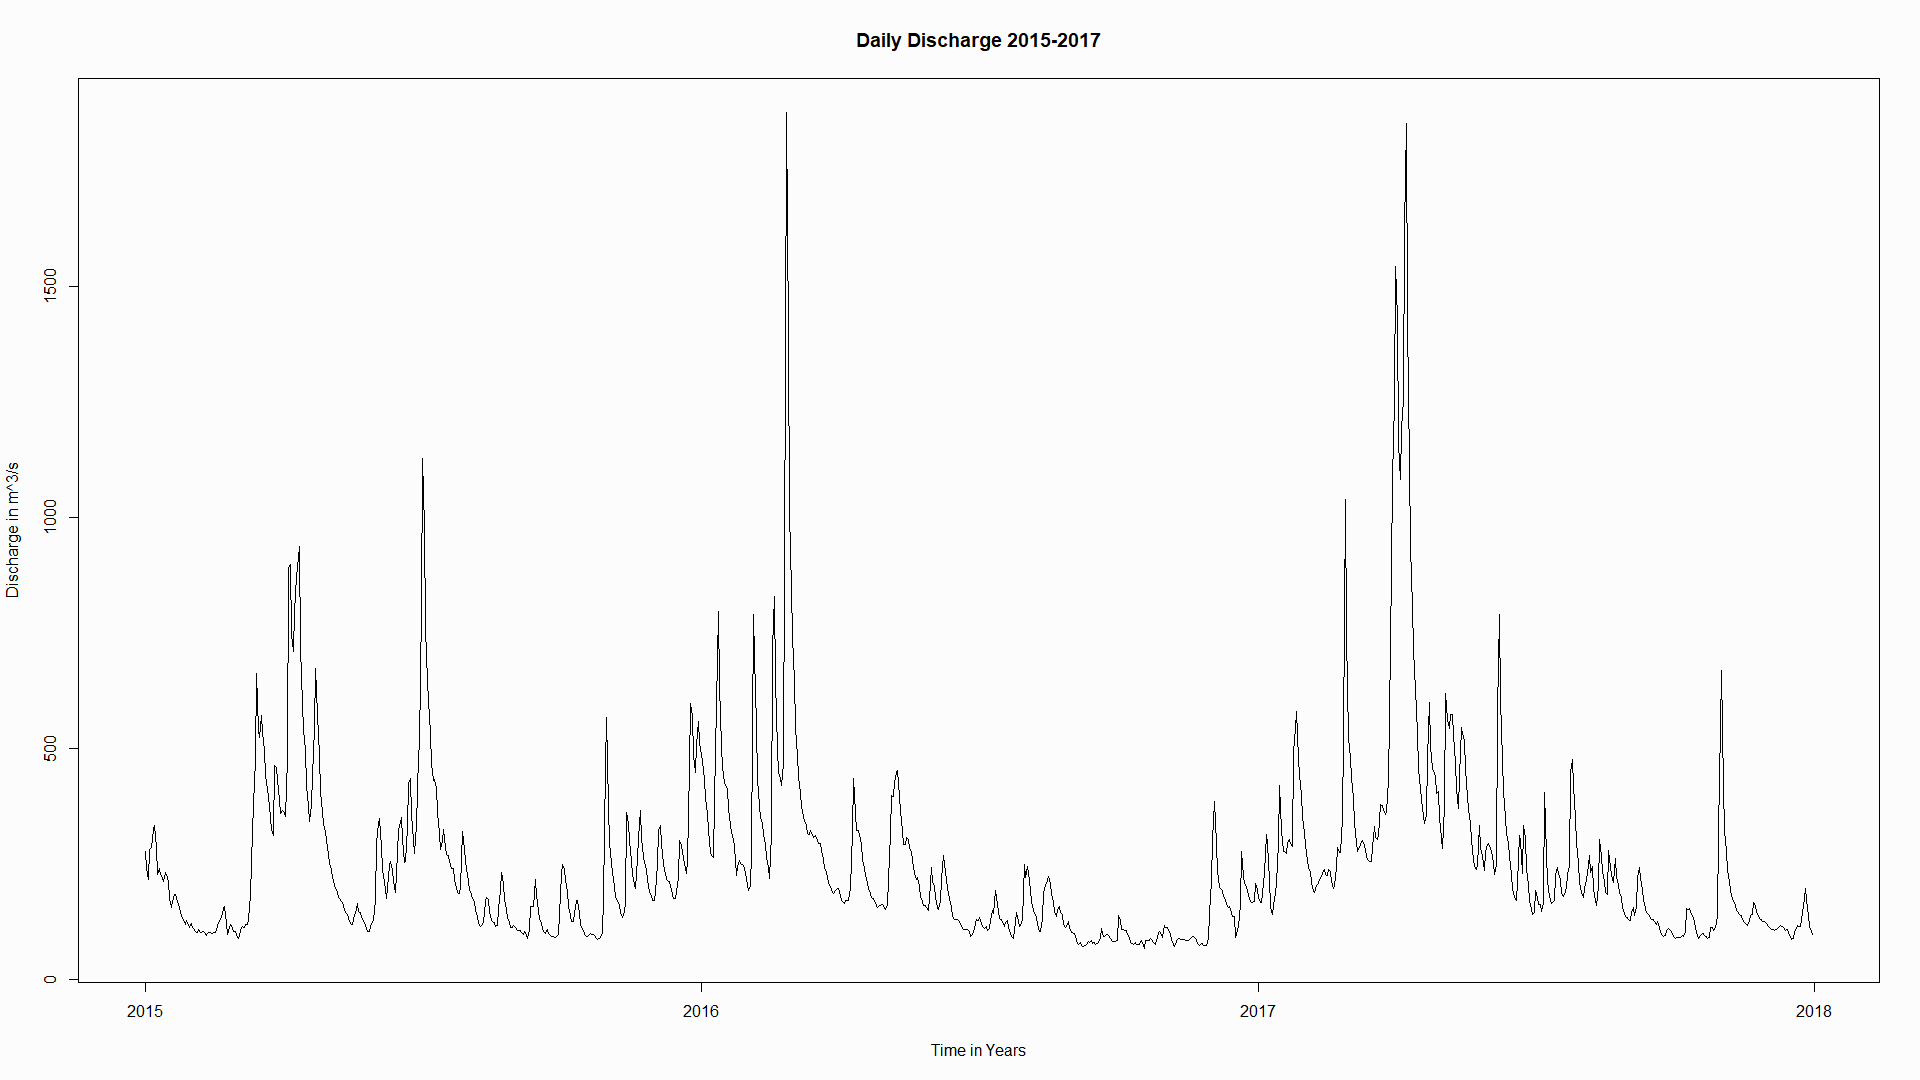 Daily Discharge 2015-2017
Discharge in m^3/s
1500
1000
500
0
2015 2016 2017 2018
Time in Years